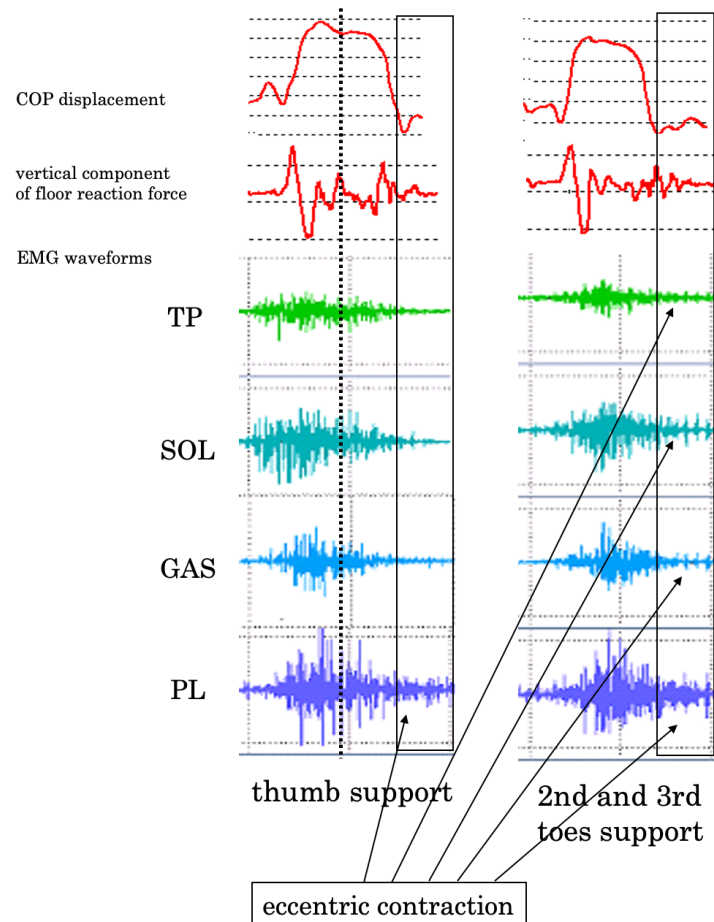 COP displacement
vertical component
of floor reaction force
EMG waveforms
TP
SOL
GAS
PL
thumb support
2nd and 3rd
toes support
eccentric contraction